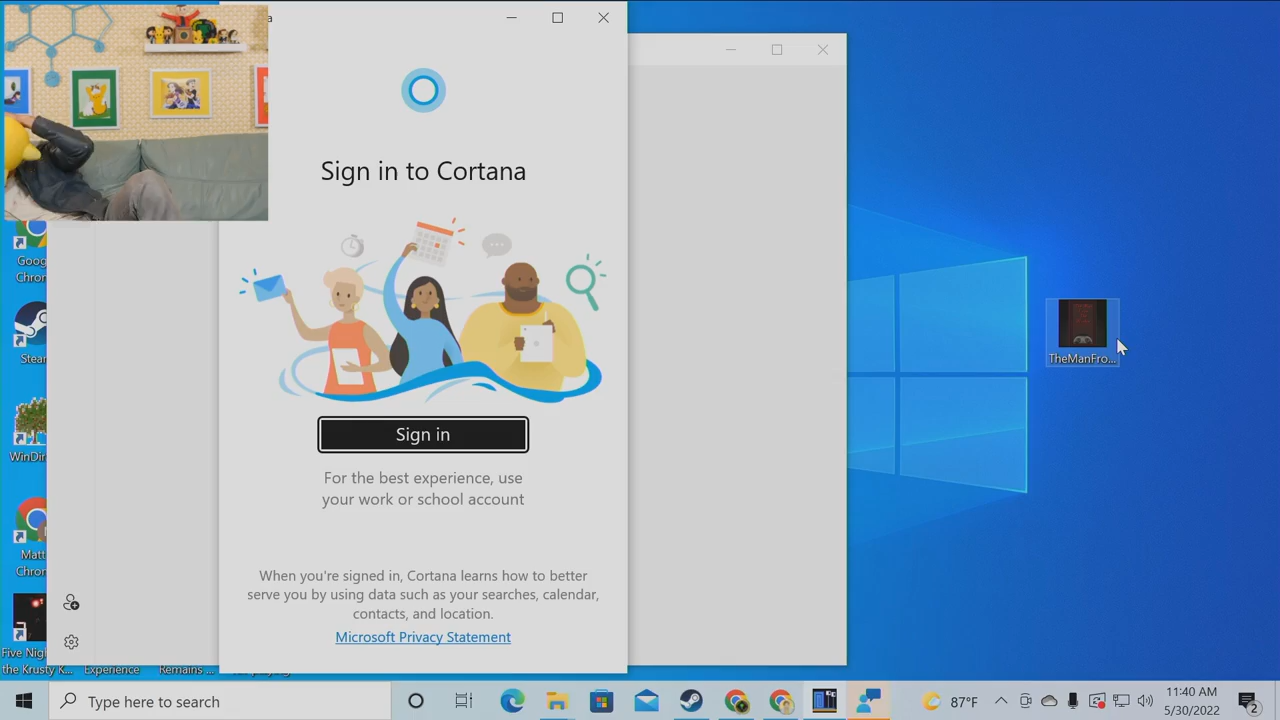 Sign in to Cortana
Sign in
For the best experience, use
your work or school account
When you're signed in, Cortana learns how to better
serve you by using data such as your searches, calendar,
contacts, and location.
Microsoft Privacy Statement
TheManFro...
Goog
Chron
Steam
WinDir
Matt
Chron
Five Nig
the Krusty K...
Experience
Remains ...
Type here to search
87°F
11:40 AM
5/30/2022
2